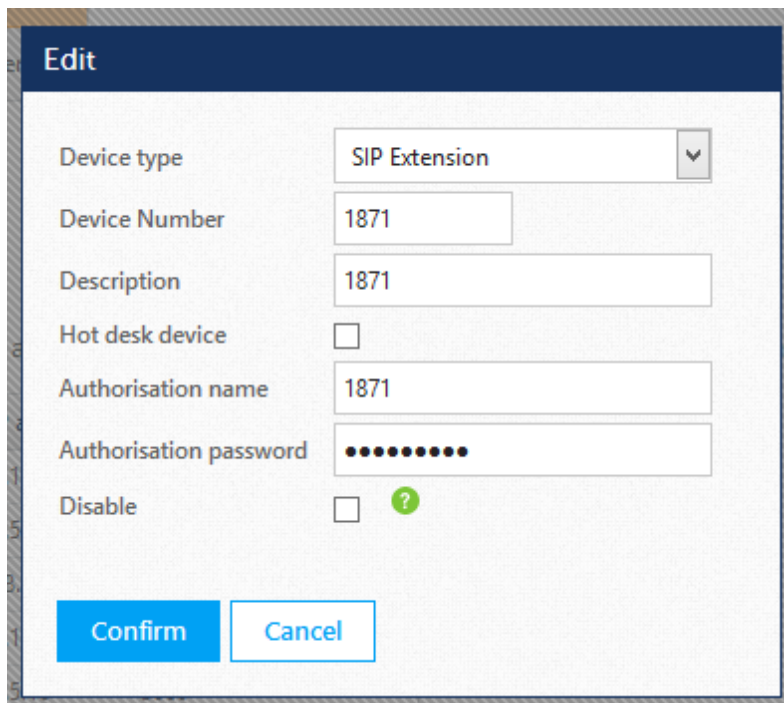 Edit
Device type SIP Extension
Device Number 1871
Description 1871
Hot desk device
Authorisation name 1871
Authorisation password •••••••••
Disable ?
Confirm Cancel